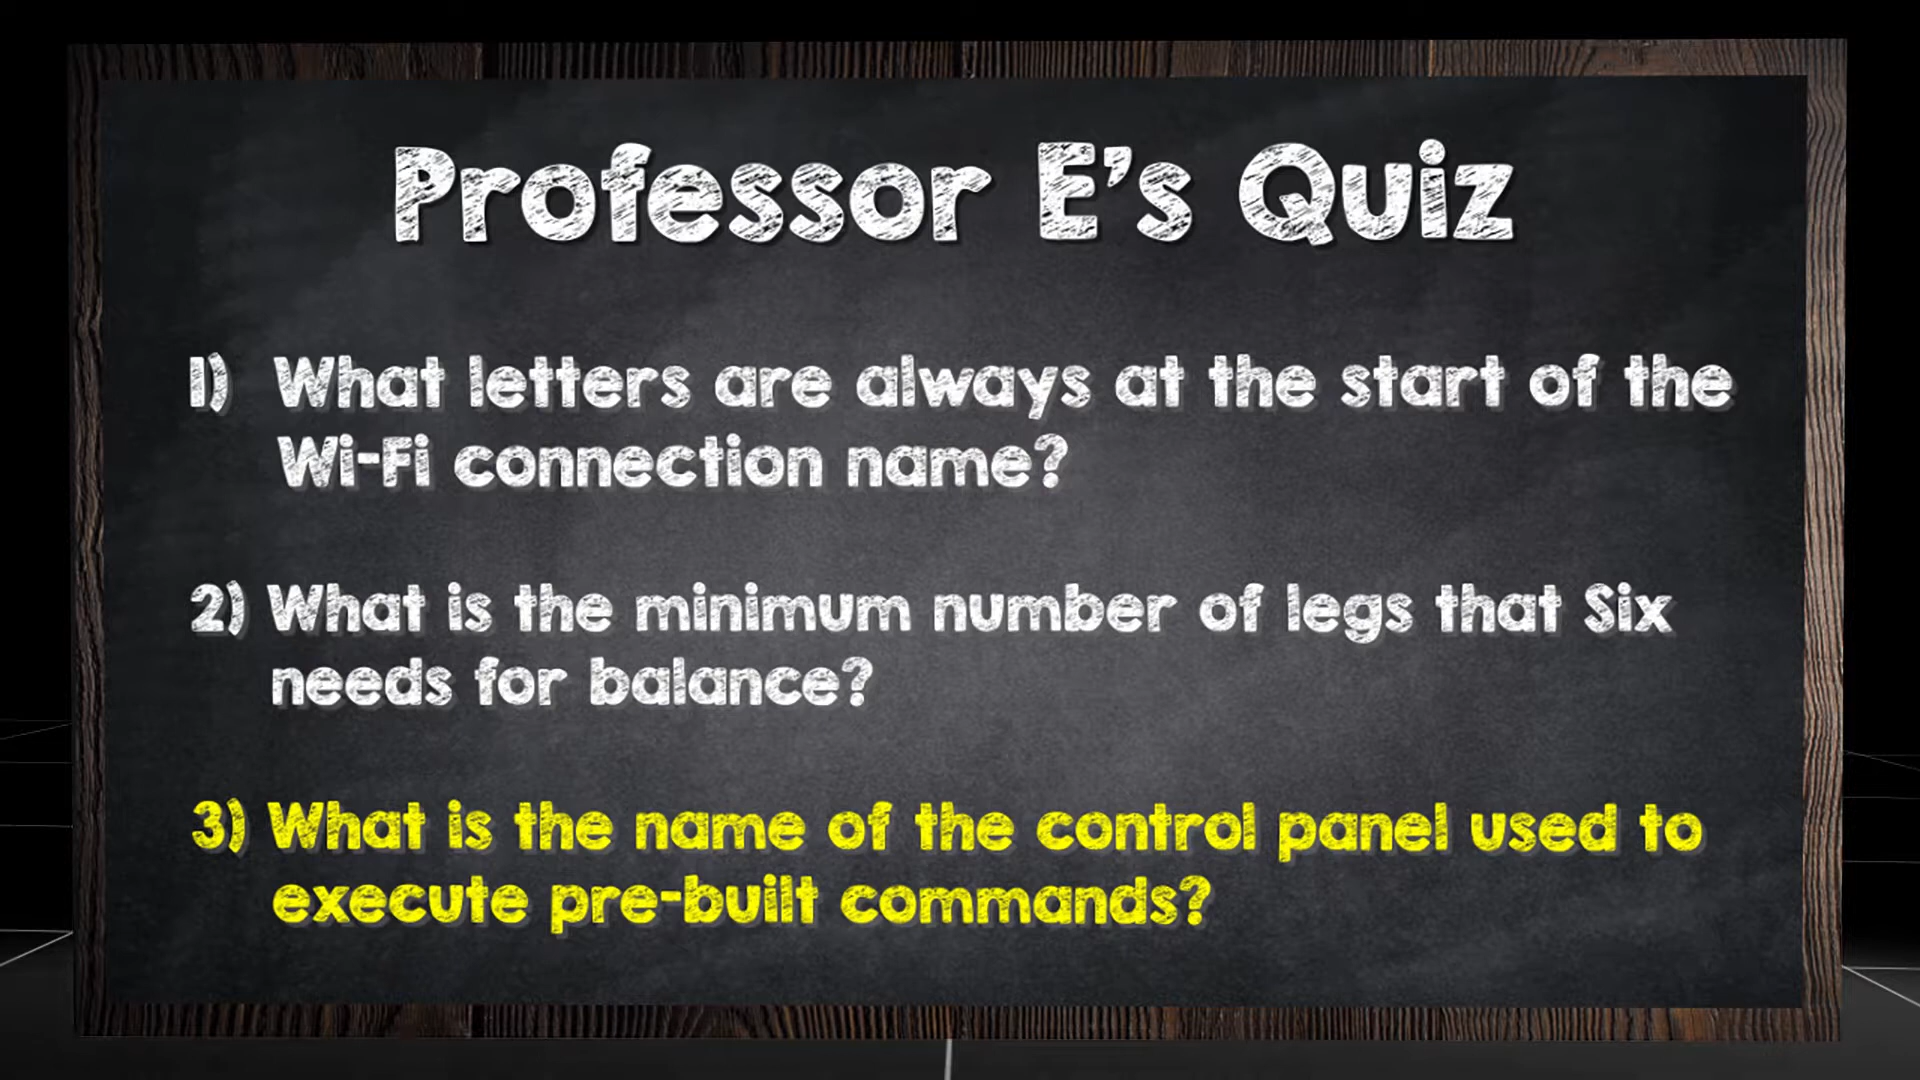 Professor E's Quiz
1) What letters are always at the start of the
Wi-Fi connection name?
2) What is the minimum number of legs that Six
needs for balance?
3) What is the name of the control panel used to
execute pre-built commands?